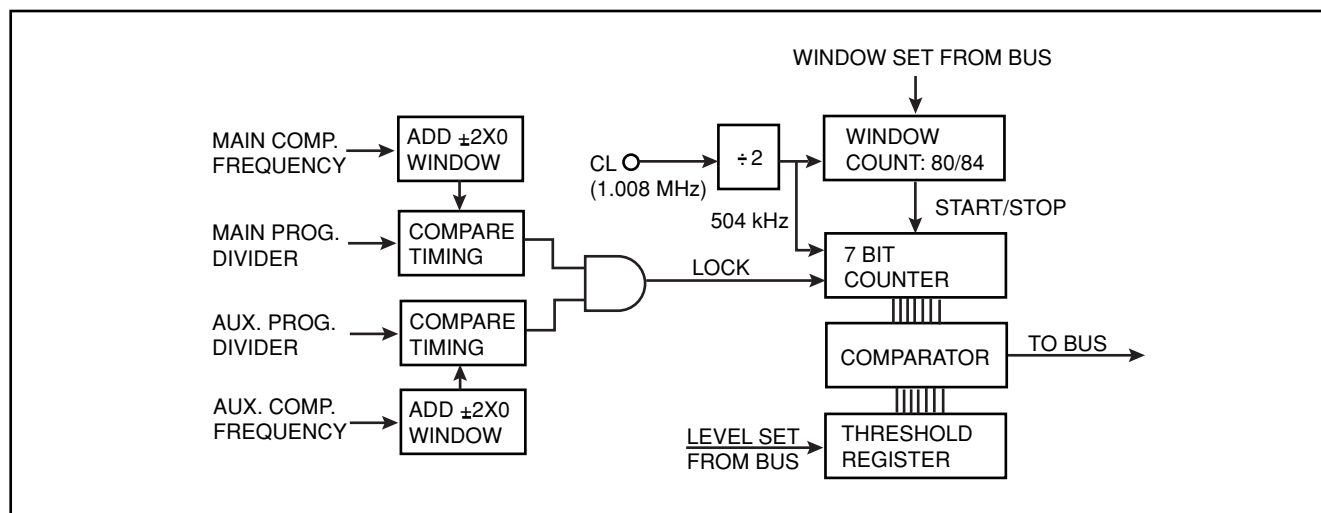 WINDOW SET FROM BUS
MAIN COMP.
FREQUENCY
ADD ±2X0
WINDOW
CL
(1.008 MHz)
÷2
WINDOW
COUNT: 80/84
504 kHz
START/STOP
MAIN PROG.
DIVIDER
COMPARE
TIMING
LOCK
7 BIT
COUNTER
AUX. PROG.
DIVIDER
COMPARE
TIMING
COMPARATOR
TO BUS
AUX. COMP.
FREQUENCY
ADD ±2X0
WINDOW
LEVEL SET
FROM BUS
THRESHOLD
REGISTER